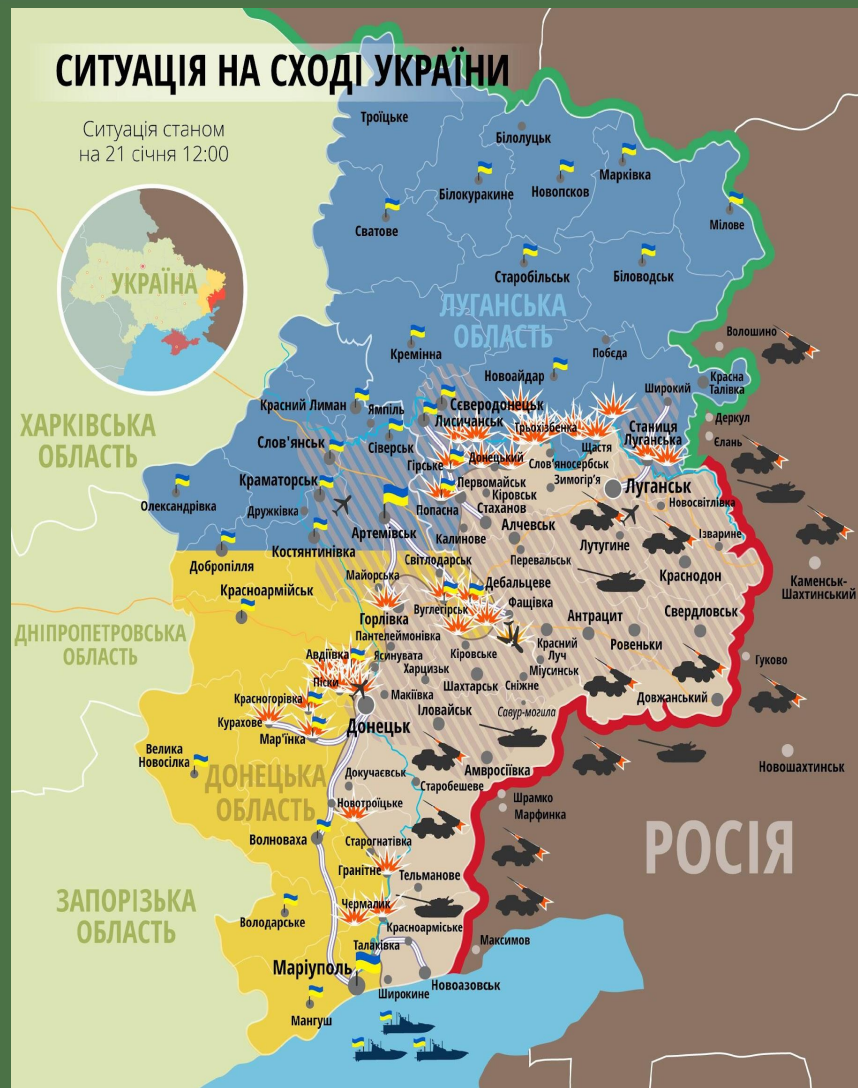 СИТУАЦІЯ НА СХОДІ УКРАЇНИ
Ситуація станом
на 21 січня 12:00
УКРАЇНА
Троїцьке
Білолуцьк
Білокуракине
Новопсков
Марківка
Сватове
Мілове
Старобільськ
Біловодськ
ЛУГАНСЬКА
ОБЛАСТЬ
Кремінна
Побєда
Волошино
Новоайдар
Широкий
Красна
Талівка
ХАРКІВСЬКА
ОБЛАСТЬ
Красний Лиман
Ямпіль
Сєвєродонецьк
Лисичанськ
Трьохізбенка
Станиця
Луганська
Деркул
Єлань
Слов'янськ
Сіверськ
Гірське
Донецький
Щастя
Слов'яносербськ
Краматорськ
Первомайськ
Зимогір'я
Луганськ
Олександрівка
Дружківка
Артемівськ
Попасна
Кіровськ
Стаханов
Новосвітлівка
Костянтинівка
Калинове
Алчевськ
Лутугине
Ізварине
Добропілля
Майорська
Світлодарськ
Перевальськ
Краснодон
Каменськ-
Шахтинський
Красноармійськ
Дебальцеве
Вуглегірськ
Фащівка
Горлівка
Антрацит
Свердловськ
ДНІПРОПЕТРОВСЬКА
ОБЛАСТЬ
Пантелеймонівка
Авдіївка
Ясинувата
Кіровське
Красний
Луч
Ровеньки
Гуково
Піски
Харцизьк
Міусинськ
Красногорівка
Макіївка
Шахтарськ
Сніжне
Довжанський
Курахове
Донецьк
Іловайськ
Савур-могила
Мар'їнка
Велика
Новосілка
ДОНЕЦЬКА
ОБЛАСТЬ
Докучаєвськ
Амвросіївка
Новошахтинськ
Старобешеве
Новотроїцьке
Шрамко
Марфинка
Волноваха
Старогнатівка
РОСІЯ
Гранітне
Тельманове
ЗАПОРІЗЬКА
ОБЛАСТЬ
Володарське
Чермалик
Красноарміське
Талаківка
Максимов
Маріуполь
Широкине
Новоазовськ
Мангуш